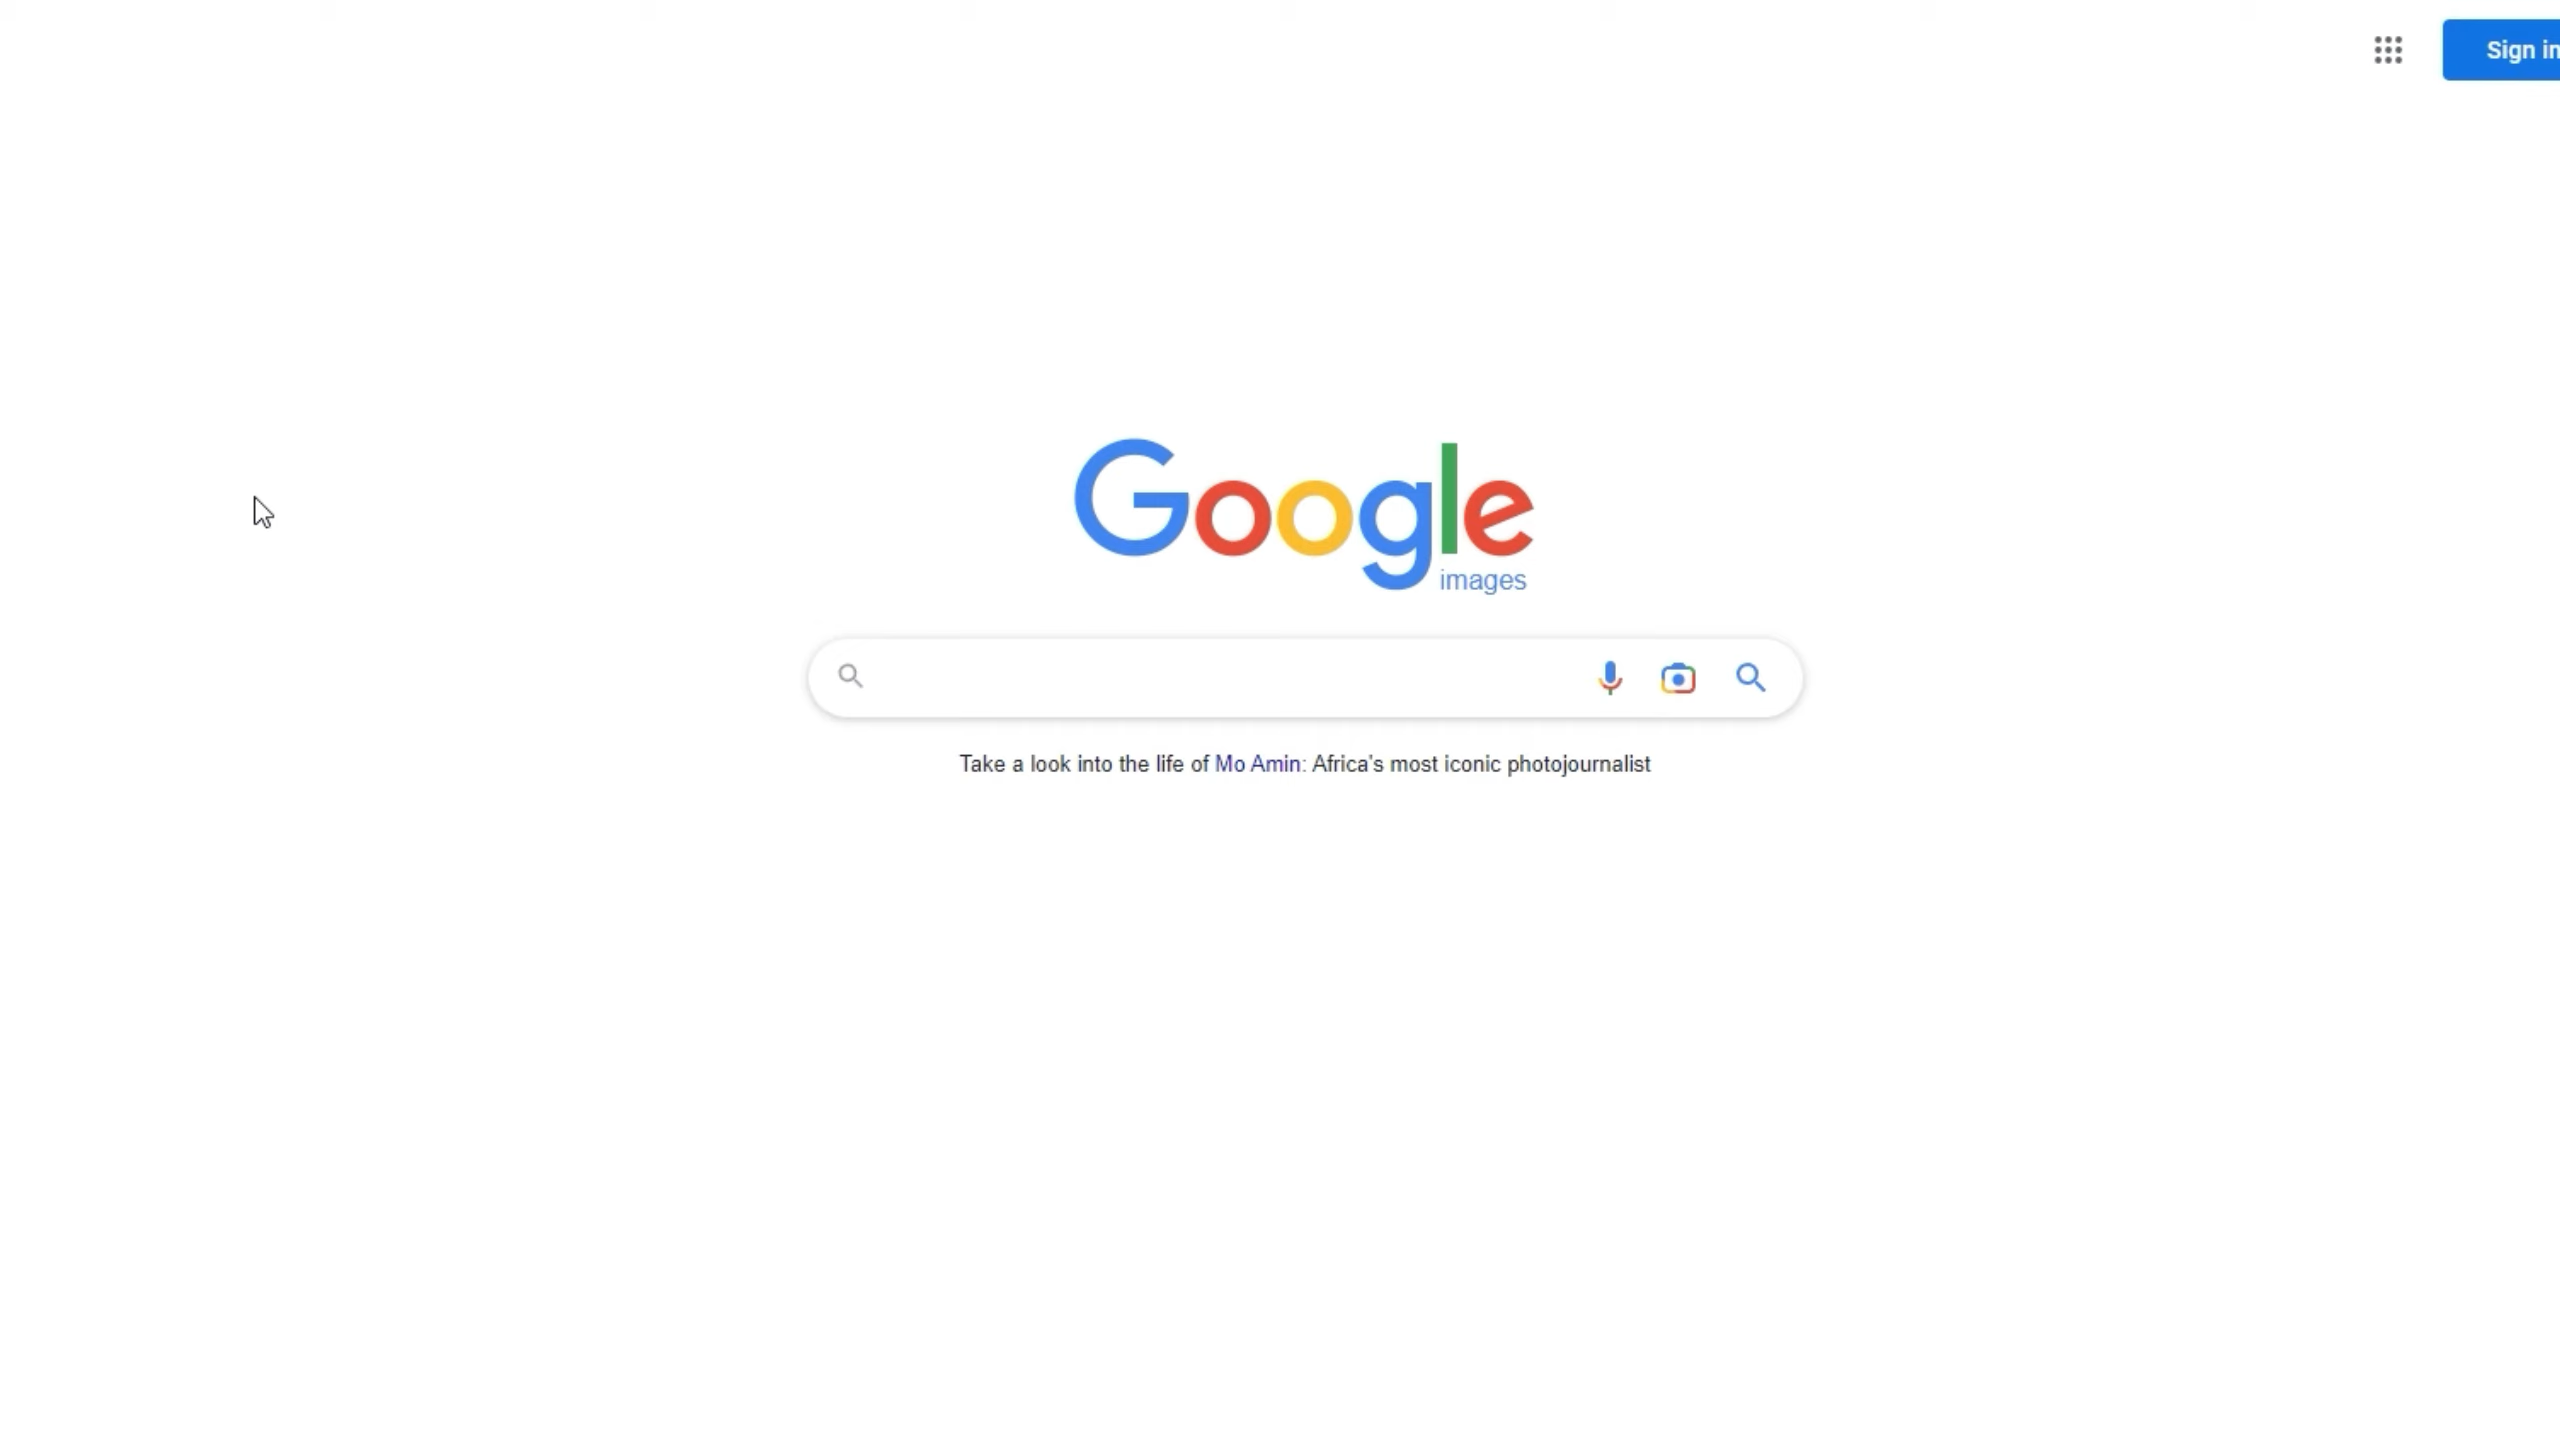 Sign in
Google
images
Take a look into the life of Mo Amin: Africa's most iconic photojournalist